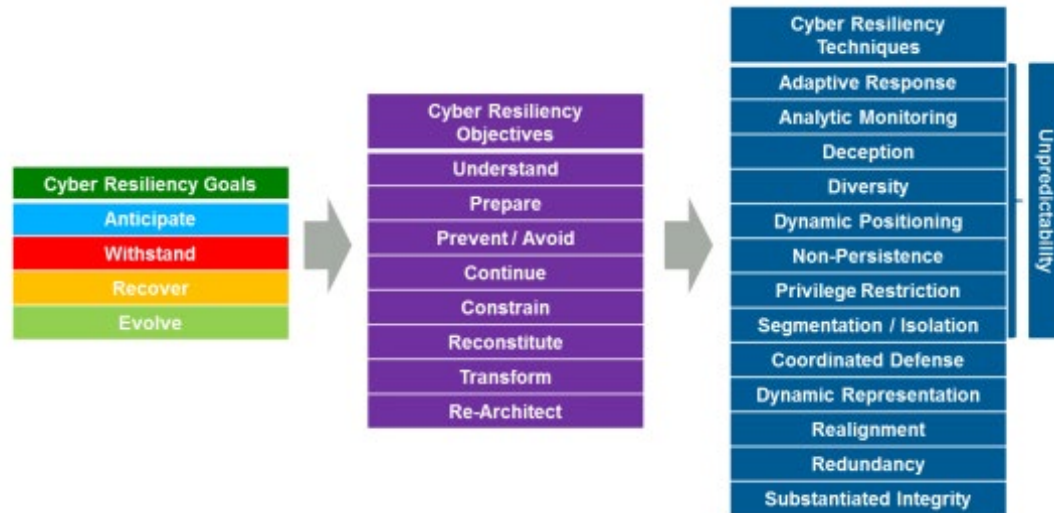 Cyber Resiliency Goals
Anticipate
Withstand
Recover
Evolve
Cyber Resiliency
Objectives
Understand
Prepare
Prevent / Avoid
Continue
Constrain
Reconstitute
Transform
Re-Architect
Cyber Resiliency
Techniques
Adaptive Response
Analytic Monitoring
Deception
Diversity
Dynamic Positioning
Non-Persistence
Privilege Restriction
Segmentation / Isolation
Coordinated Defense
Dynamic Representation
Realignment
Redundancy
Substantiated Integrity
Unpredictability